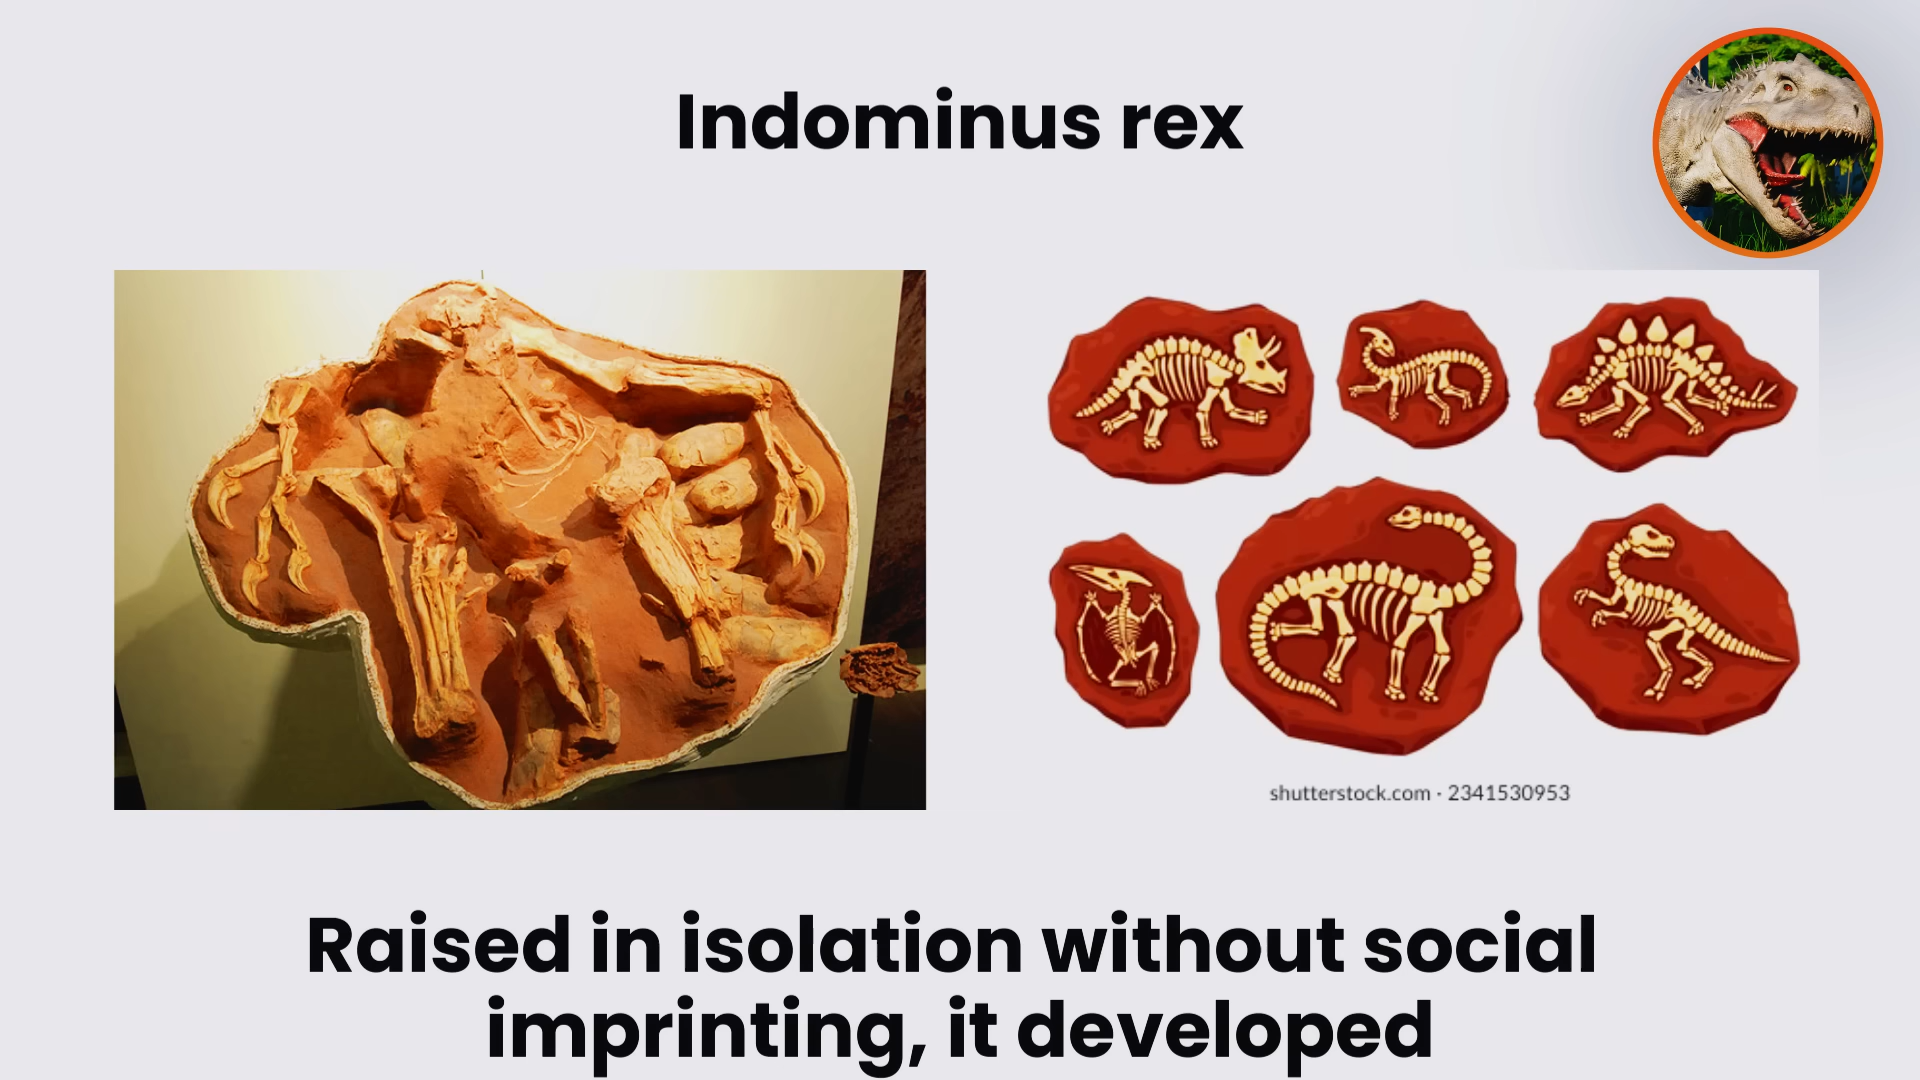 Indominus rex
shutterstock.com · 2341530953
Raised in isolation without social
imprinting, it developed